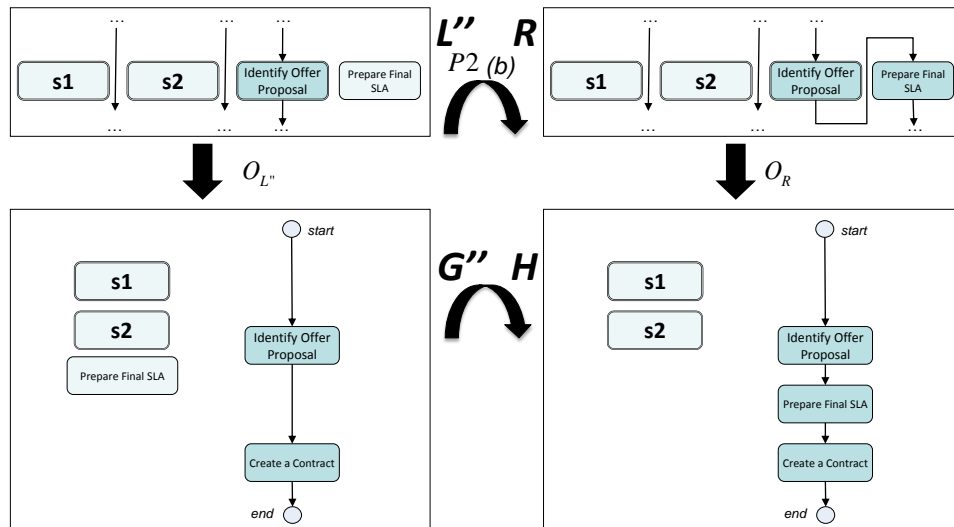 ... ... ...
s1
s2
Identify Offer
Proposal
Prepare Final
SLA
... ... ...
L’’ R
P2 (b)
... ... ...
s1
s2
Identify Offer
Proposal
Prepare Final
SLA
... ... ...
O_L"
O_R
start
s1
s2
Prepare Final SLA
Identify Offer
Proposal
Create a Contract
end
G’’ H
start
s1
s2
Identify Offer
Proposal
Prepare Final SLA
Create a Contract
end